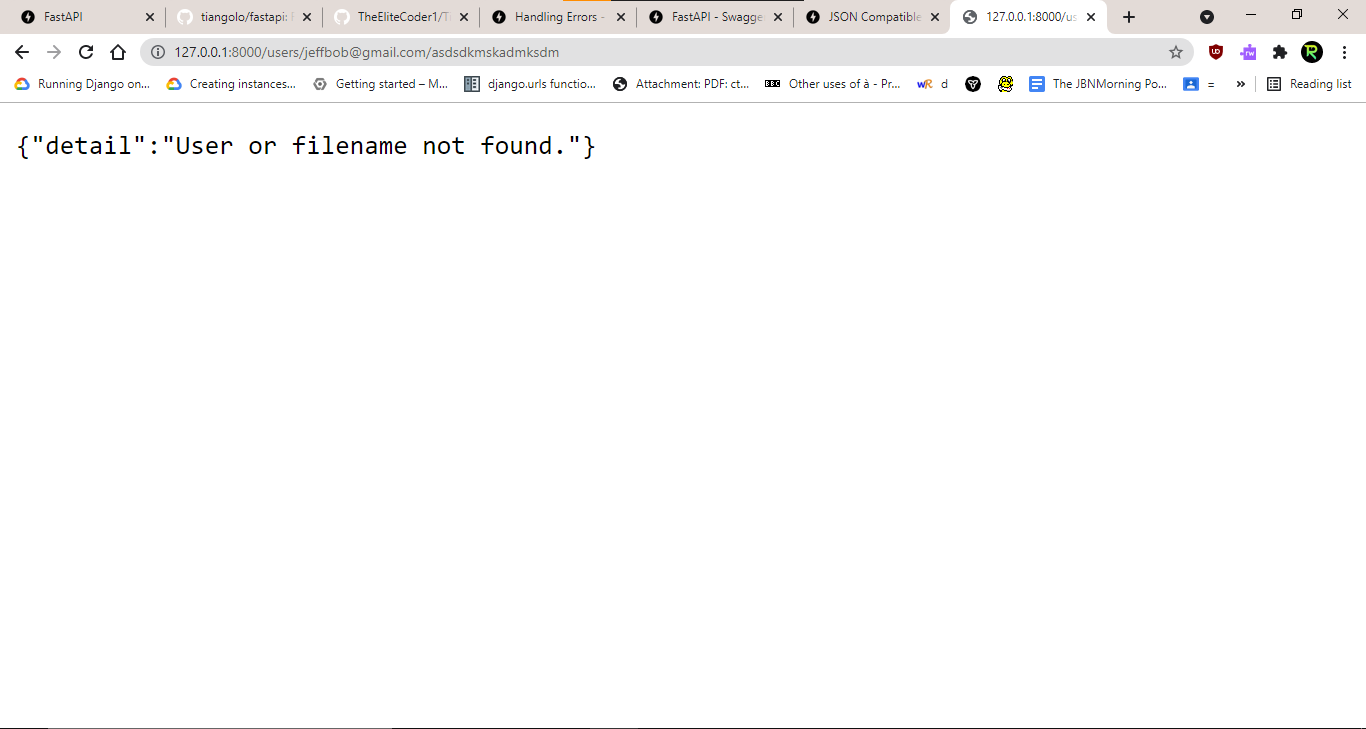 FastAPI tiangolo/fastapi: TheEliteCoder1/T Handling Errors - FastAPI - Swagge JSON Compatible 127.0.0.1:8000/us
127.0.0.1:8000/users/jeffbob@gmail.com/asdsdkmskadmksdm
Running Django on... Creating instances... Getting started – M... django.urls functio... Attachment: PDF: ct... BBC Other uses of à - Pr... wR d The JBNMorning Po... = » Reading list
{"detail":"User or filename not found."}